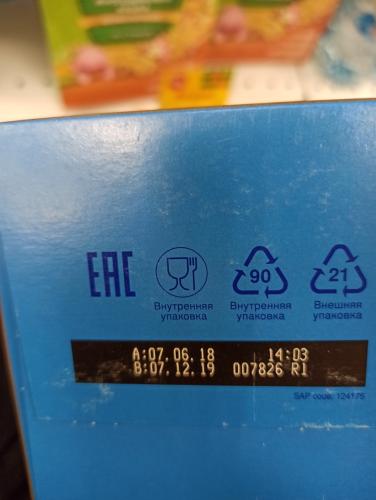 EAC
90
21
Внутренняя
упаковка
Внутренняя
упаковка
Внешняя
упаковка
A:07.06.18 14:03
B:07.12.19 007826 R1
SAP code: 124175